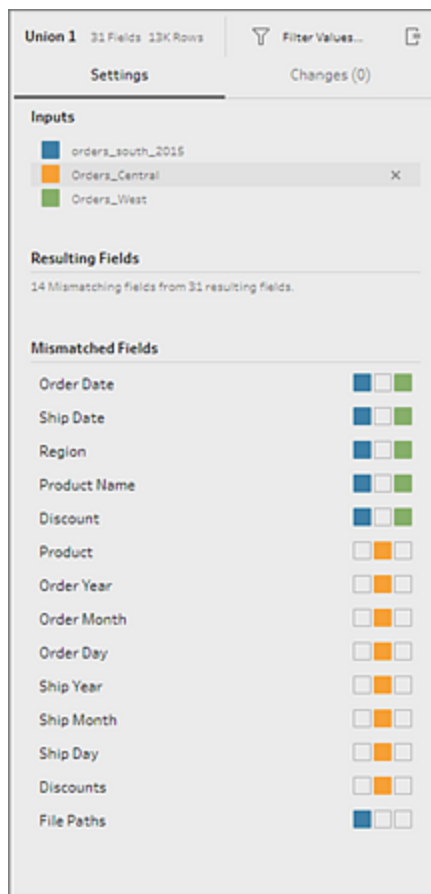 Union 1 31 Fields 13K Rows Filter Values...
Settings Changes (0)
Inputs
orders_south_2015
Orders_Central
Orders_West
Resulting Fields
14 Mismatching fields from 31 resulting fields.
Mismatched Fields
Order Date
Ship Date
Region
Product Name
Discount
Product
Order Year
Order Month
Order Day
Ship Year
Ship Month
Ship Day
Discounts
File Paths